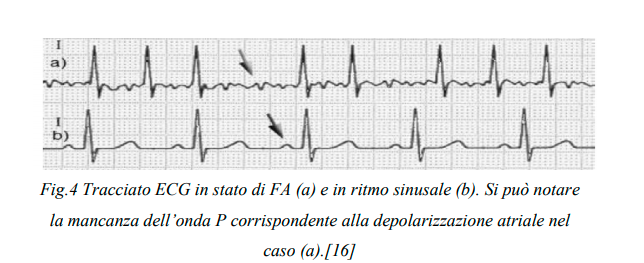 I
a)
I
b)
Fig.4 Tracciato ECG in stato di FA (a) e in ritmo sinusale (b). Si può notare
la mancanza dell’onda P corrispondente alla depolarizzazione atriale nel
caso (a).[16]